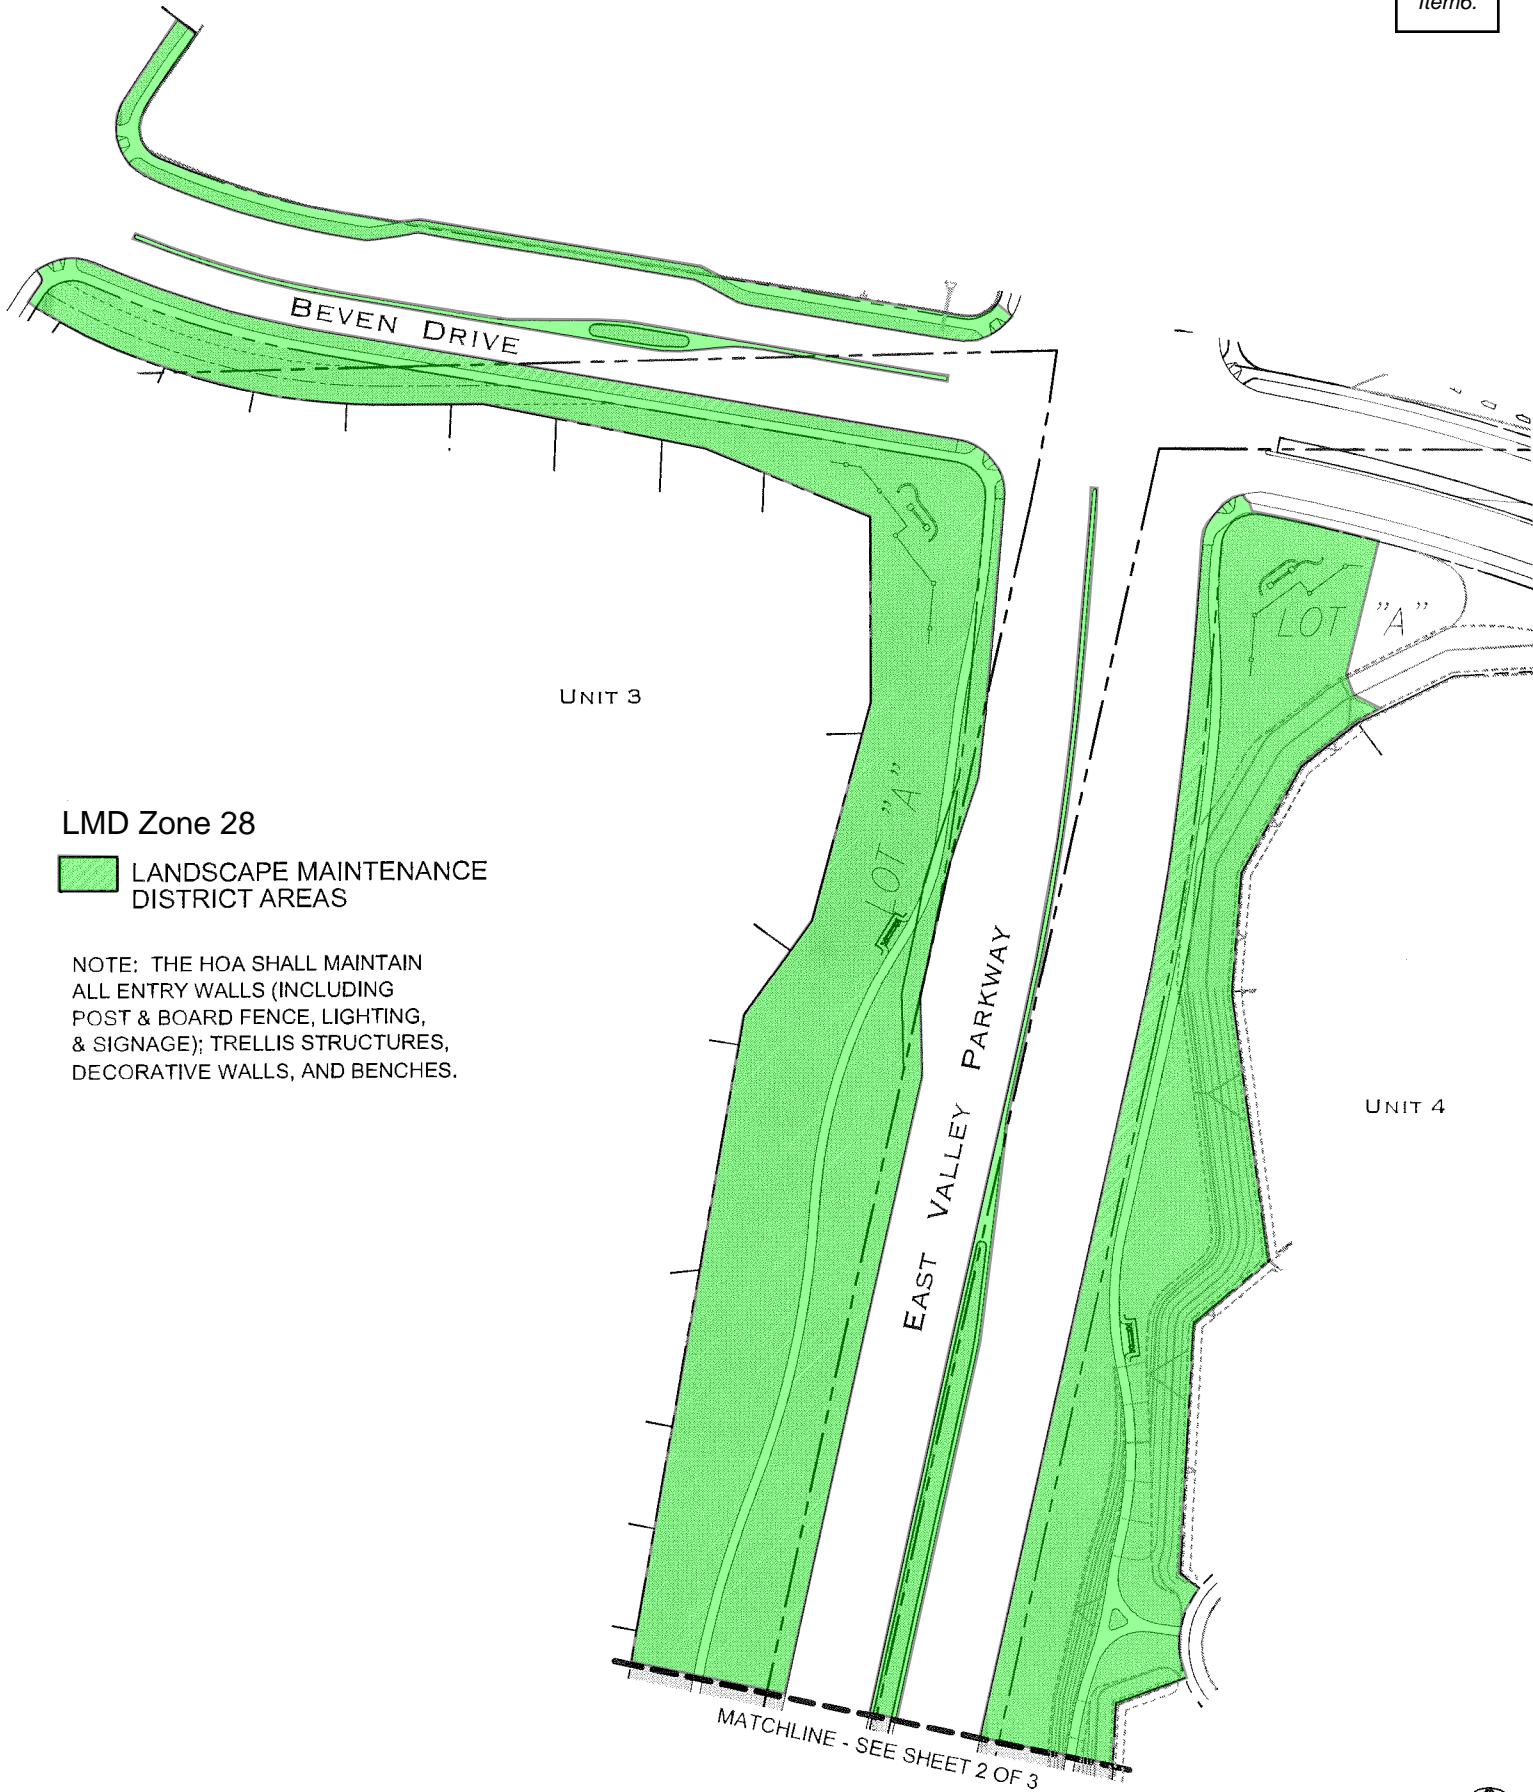 Item6.
BEVEN DRIVE
LOT "A"
UNIT 3
LOT "A"
LMD Zone 28
LANDSCAPE MAINTENANCE
DISTRICT AREAS
NOTE: THE HOA SHALL MAINTAIN
ALL ENTRY WALLS (INCLUDING
POST & BOARD FENCE, LIGHTING,
& SIGNAGE); TRELLIS STRUCTURES,
DECORATIVE WALLS, AND BENCHES.
EAST VALLEY PARKWAY
UNIT 4
MATCHLINE - SEE SHEET 2 OF 3